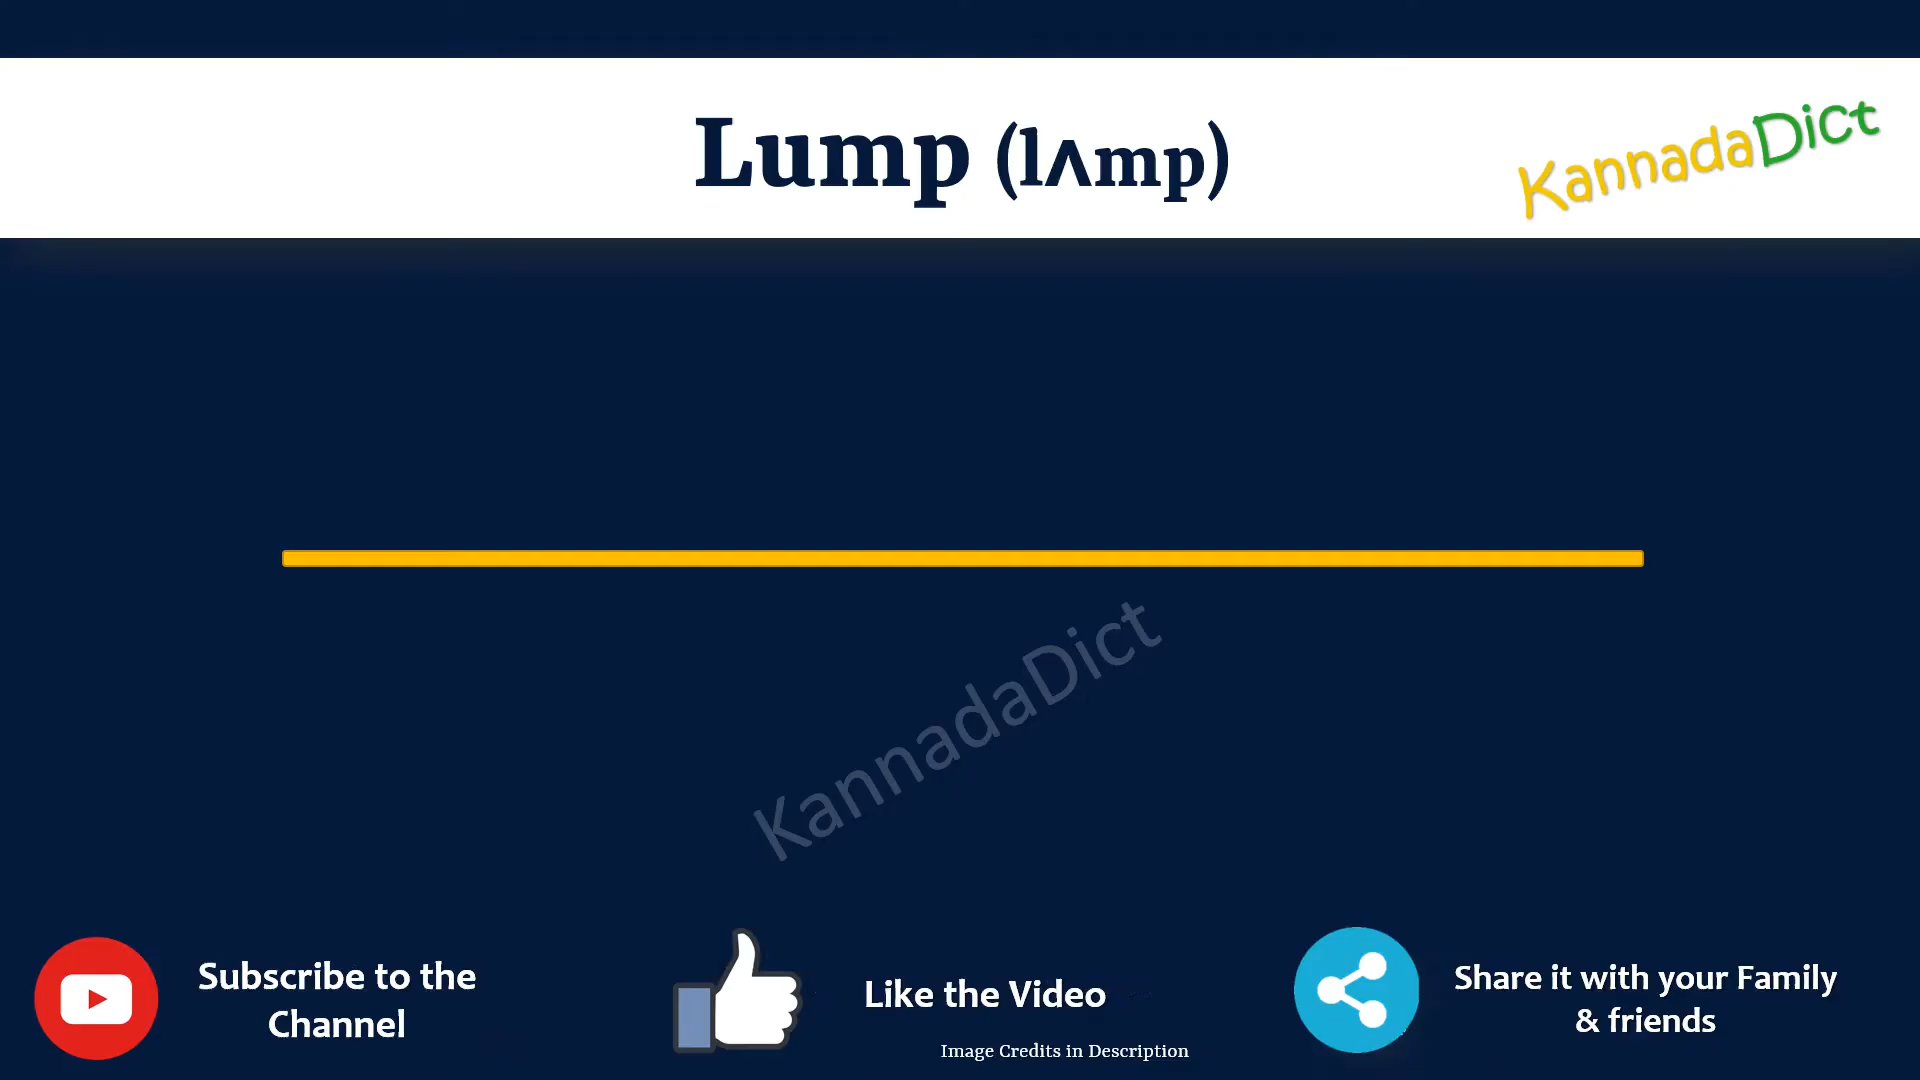 Lump (lʌmp)
KannadaDict
KannadaDict
Subscribe to the
Channel
Like the Video
Share it with your Family
& friends
Image Credits in Description